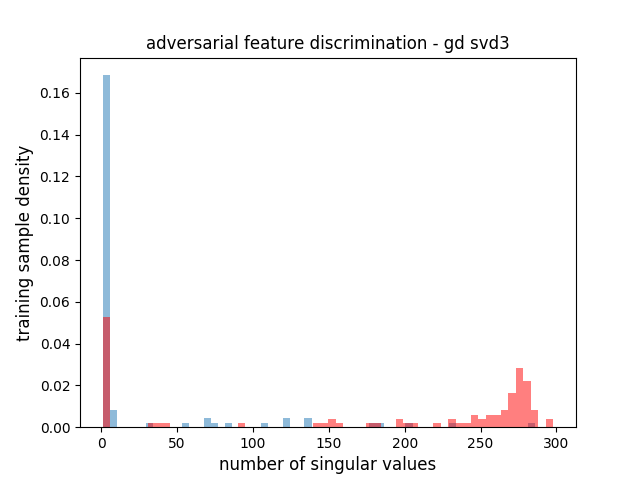 adversarial feature discrimination - gd svd3
training sample density
0.16
0.14
0.12
0.10
0.08
0.06
0.04
0.02
0.00
0 50 100 150 200 250 300
number of singular values